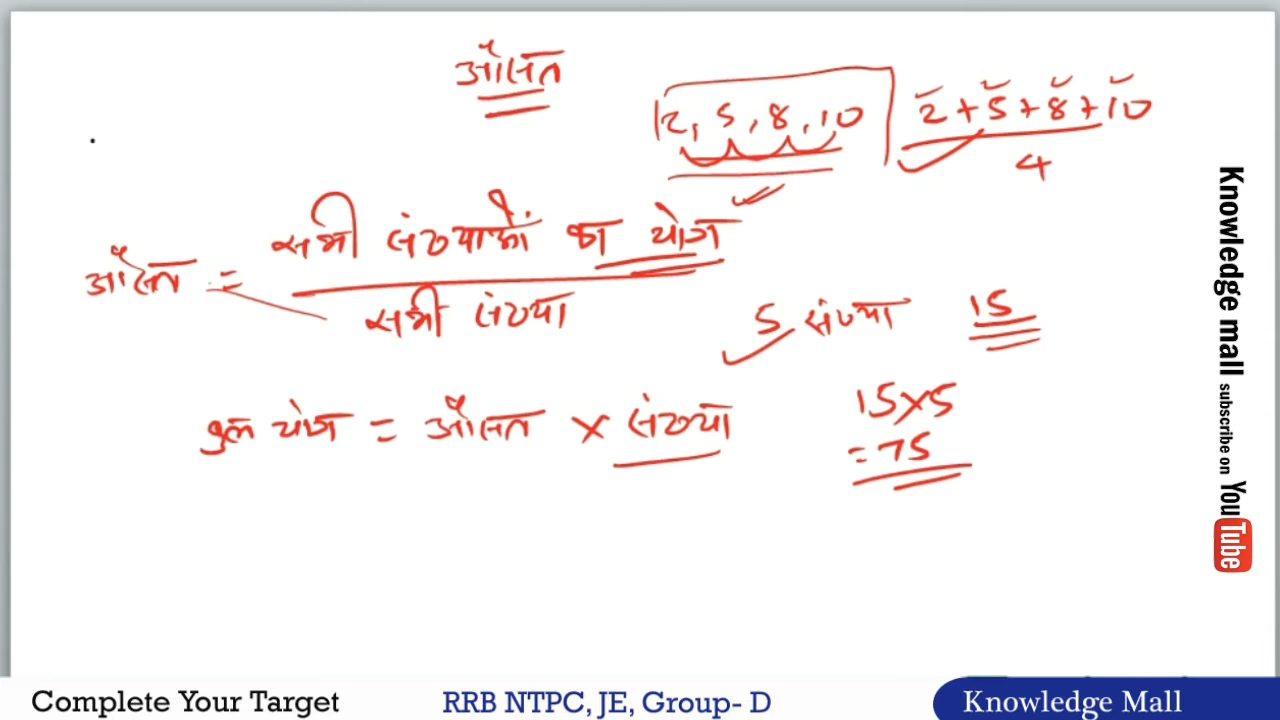 औसत
2, 5, 8, 10
2+5+8+10
4
औसत = सभी संख्याओं का योग
सभी संख्या
5 संख्या 15
कुल योग = औसत × संख्या
15×5
=75
Knowledge mall subscribe on YouTube
Complete Your Target RRB NTPC, JE, Group- D Knowledge Mall